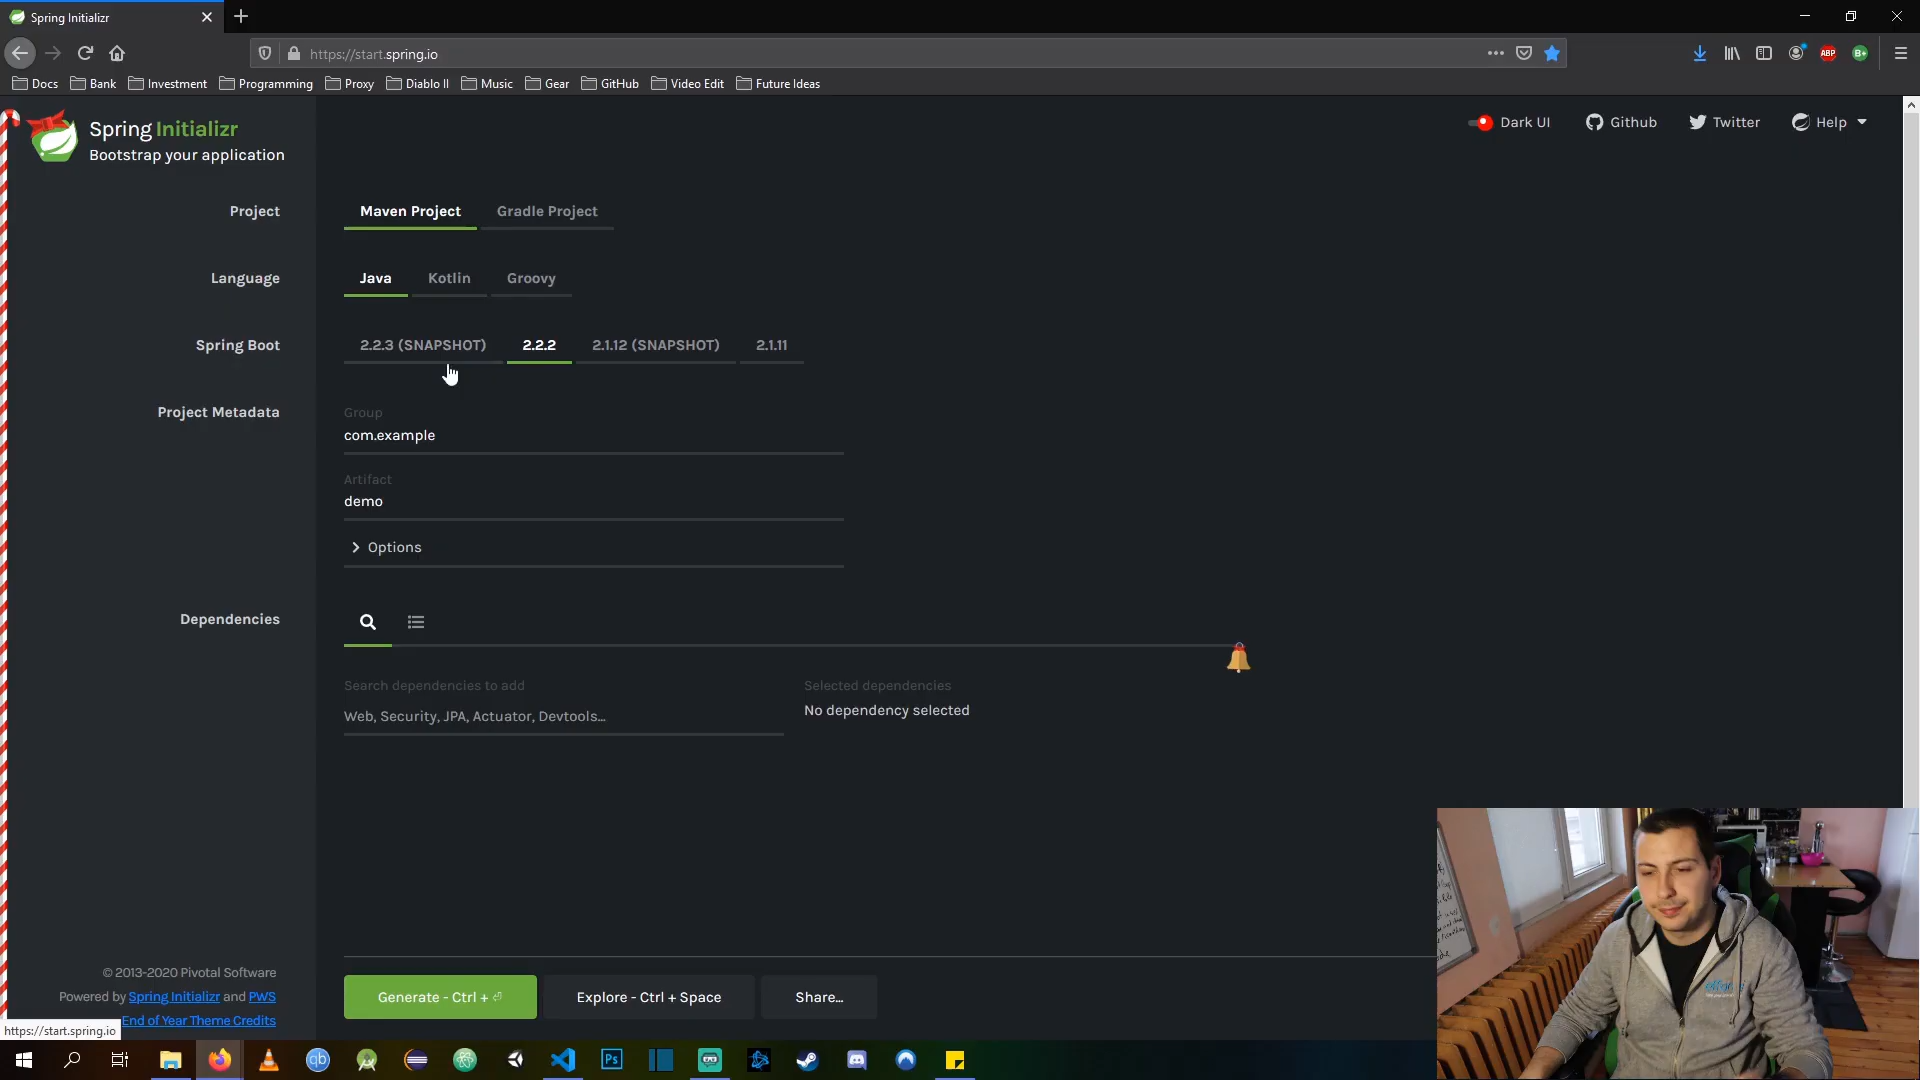 Spring Initializr
https://start.spring.io
Docs
Bank
Investment
Programming
Proxy
Diablo II
Music
Gear
GitHub
Video Edit
Future Ideas
ABP
B+
Spring Initializr
Bootstrap your application
Dark UI
Github
Twitter
Help
Project
Maven Project
Gradle Project
Language
Java
Kotlin
Groovy
Spring Boot
2.2.3 (SNAPSHOT)
2.2.2
2.1.12 (SNAPSHOT)
2.1.11
Project Metadata
Group
com.example
Artifact
demo
Options
Dependencies
Search dependencies to add
Web, Security, JPA, Actuator, Devtools...
Selected dependencies
No dependency selected
© 2013-2020 Pivotal Software
Powered by Spring Initializr and PWS
End of Year Theme Credits
https://start.spring.io
Generate - Ctrl + ⏎
Explore - Ctrl + Space
Share...
qb
Ps